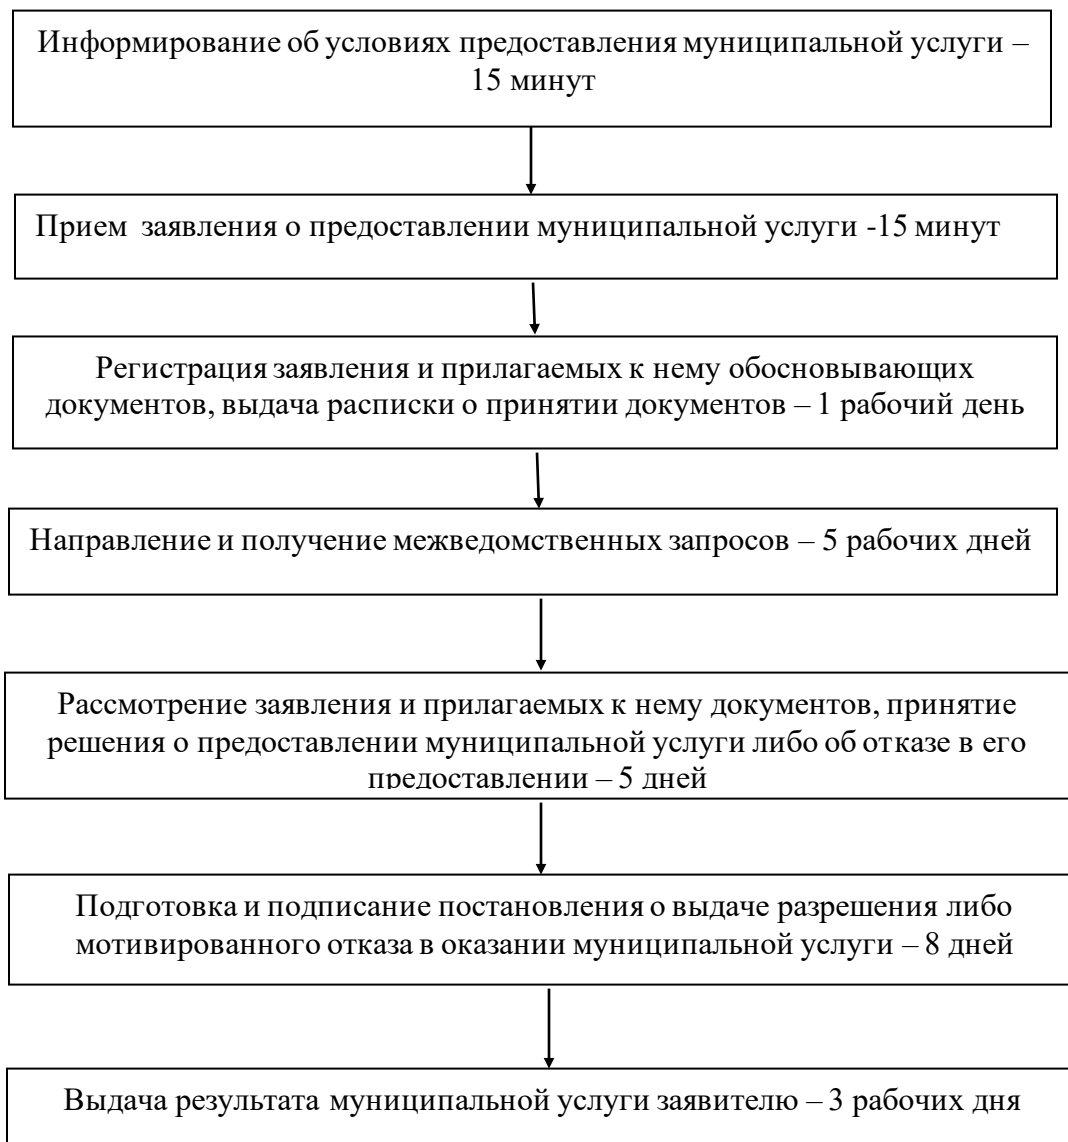 Информирование об условиях предоставления муниципальной услуги –
15 минут
Прием заявления о предоставлении муниципальной услуги -15 минут
Регистрация заявления и прилагаемых к нему обосновывающих
документов, выдача расписки о принятии документов – 1 рабочий день
Направление и получение межведомственных запросов – 5 рабочих дней
Рассмотрение заявления и прилагаемых к нему документов, принятие
решения о предоставлении муниципальной услуги либо об отказе в его
предоставлении – 5 дней
Подготовка и подписание постановления о выдаче разрешения либо
мотивированного отказа в оказании муниципальной услуги – 8 дней
Выдача результата муниципальной услуги заявителю – 3 рабочих дня